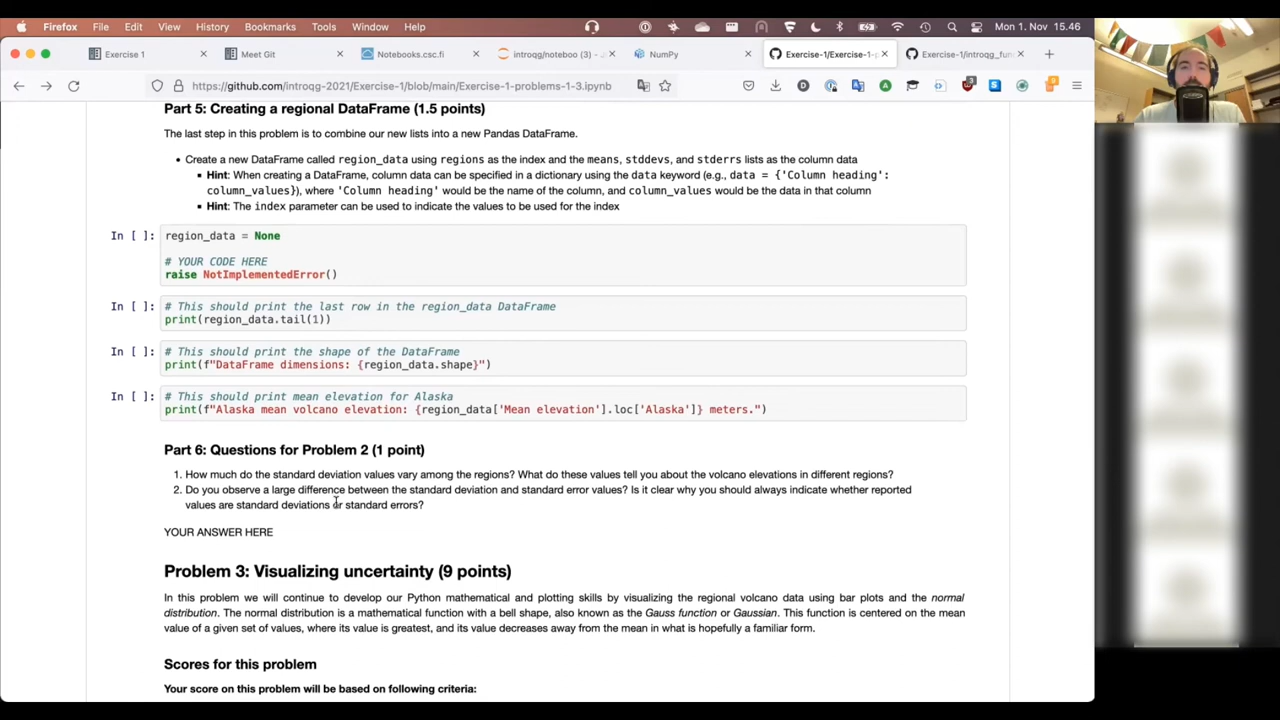 Firefox File Edit View History Bookmarks Tools Window Help Mon 1. Nov 15.46
Exercise 1 Meet Git Notebooks.csc.fi introqg/noteboo (3) - Exercise-1/Exercise-1-p Exercise-1/introqg_fun
https://github.com/introqg-2021/Exercise-1/blob/main/Exercise-1-problems-1-3.ipynb
Part 5: Creating a regional DataFrame (1.5 points)
The last step in this problem is to combine our new lists into a new Pandas DataFrame.
• Create a new DataFrame called region_data using regions as the index and the means, stddevs, and stderrs lists as the column data
Hint: When creating a DataFrame, column data can be specified in a dictionary using the data keyword (e.g., data = {'Column heading':
column_values}), where 'Column heading' would be the name of the column, and column_values would be the data in that column
Hint: The index parameter can be used to indicate the values to be used for the index
In [ ]: region_data = None
# YOUR CODE HERE
raise NotImplementedError()
In [ ]: # This should print the last row in the region_data DataFrame
print(region_data.tail(1))
In [ ]: # This should print the shape of the DataFrame
print(f"DataFrame dimensions: {region_data.shape}")
In [ ]: # This should print mean elevation for Alaska
print(f"Alaska mean volcano elevation: {region_data['Mean elevation'].loc['Alaska']} meters.")
Part 6: Questions for Problem 2 (1 point)
1. How much do the standard deviation values vary among the regions? What do these values tell you about the volcano elevations in different regions?
2. Do you observe a large difference between the standard deviation and standard error values? Is it clear why you should always indicate whether reported
values are standard deviations or standard errors?
YOUR ANSWER HERE
Problem 3: Visualizing uncertainty (9 points)
In this problem we will continue to develop our Python mathematical and plotting skills by visualizing the regional volcano data using bar plots and the normal
distribution. The normal distribution is a mathematical function with a bell shape, also known as the Gauss function or Gaussian. This function is centered on the mean
value of a given set of values, where its value is greatest, and its value decreases away from the mean in what is hopefully a familiar form.
Scores for this problem
Your score on this problem will be based on following criteria: